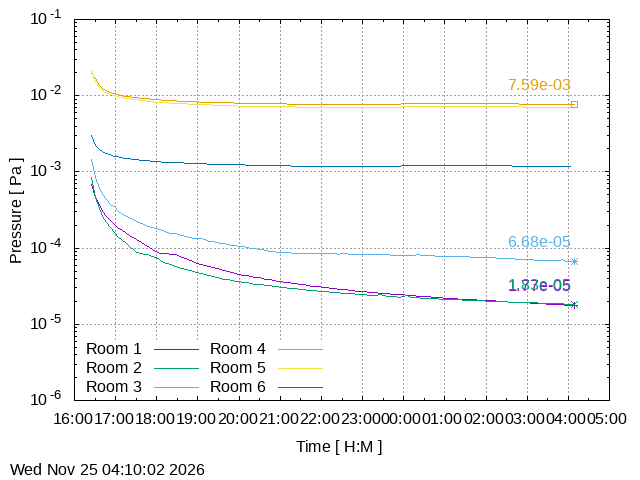 10^-1
10^-2
10^-3
10^-4
10^-5
10^-6
Pressure [ Pa ]
7.59e-03
6.68e-05
1.83e-05
Room 1 Room 4
Room 2 Room 5
Room 3 Room 6
16:00 17:00 18:00 19:00 20:00 21:00 22:00 23:00 00:00 01:00 02:00 03:00 04:00 05:00
Time [ H:M ]
Wed Nov 25 04:10:02 2026